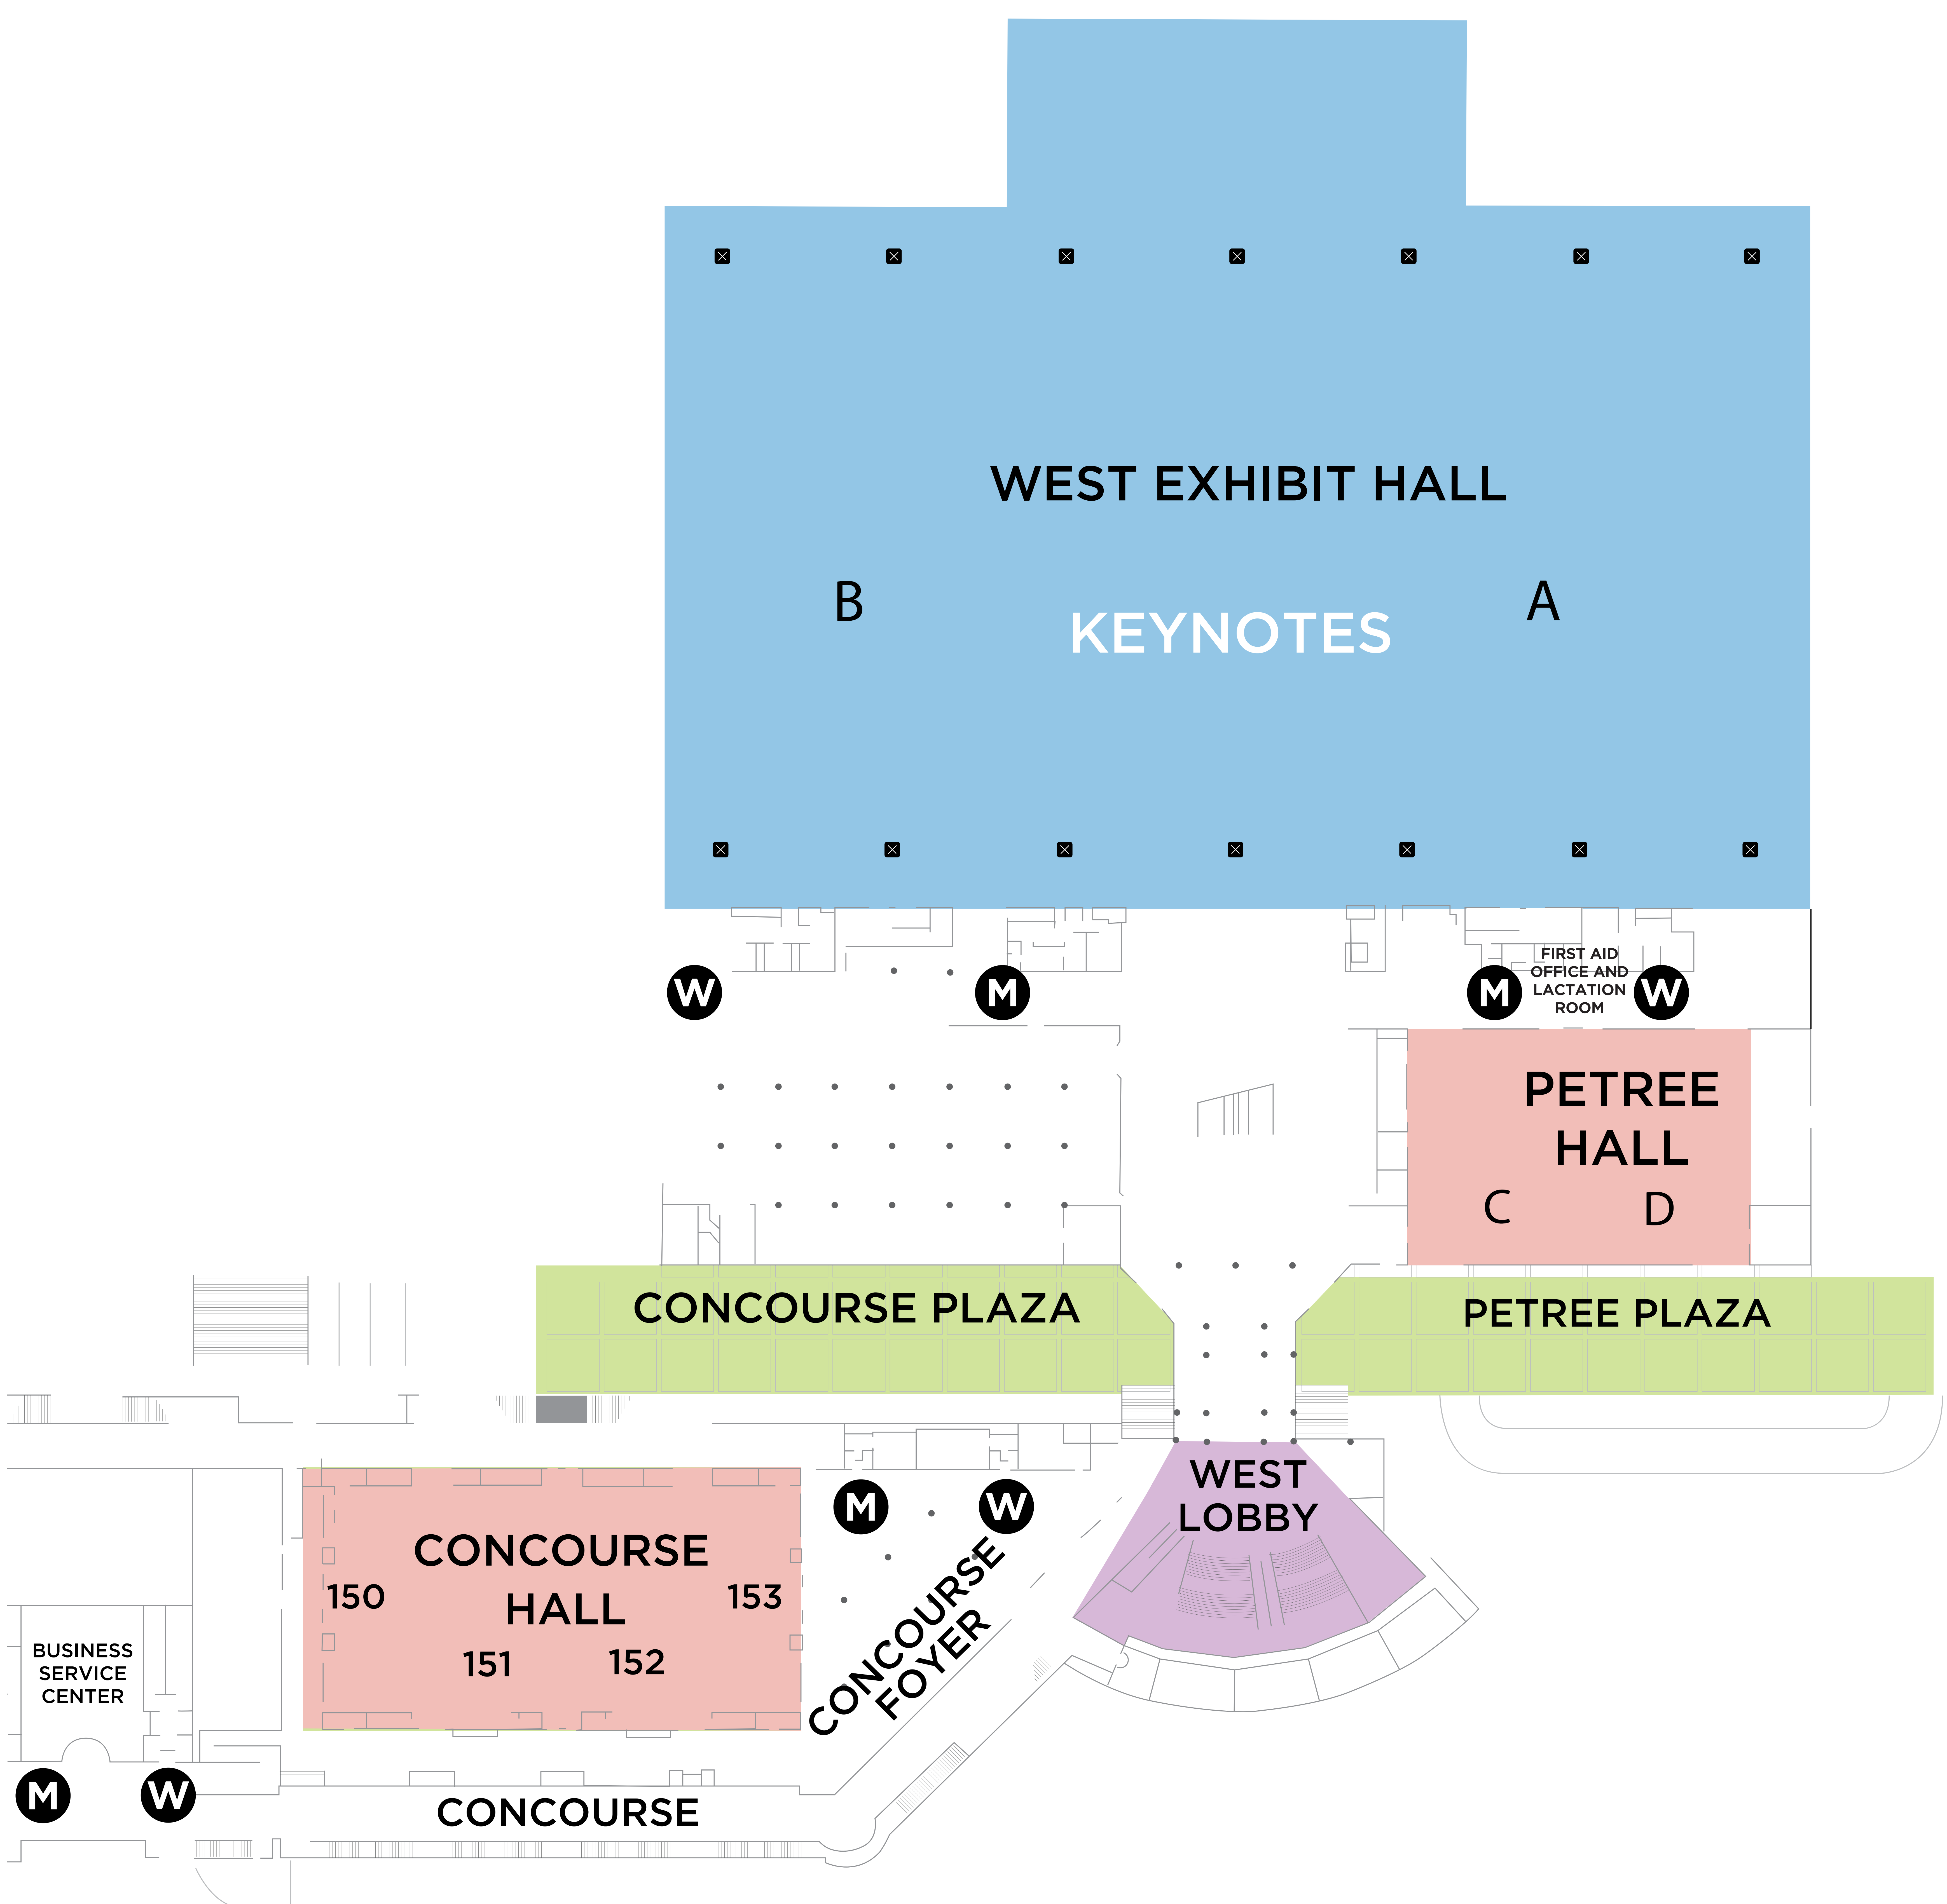 WEST EXHIBIT HALL
B
A
KEYNOTES
W
M
M
FIRST AID
OFFICE AND
LACTATION
ROOM
W
PETREE
HALL
C
D
CONCOURSE PLAZA
PETREE PLAZA
WEST
LOBBY
M
W
CONCOURSE
HALL
150
153
151
152
CONCOURSE
FOYER
BUSINESS
SERVICE
CENTER
M
W
CONCOURSE